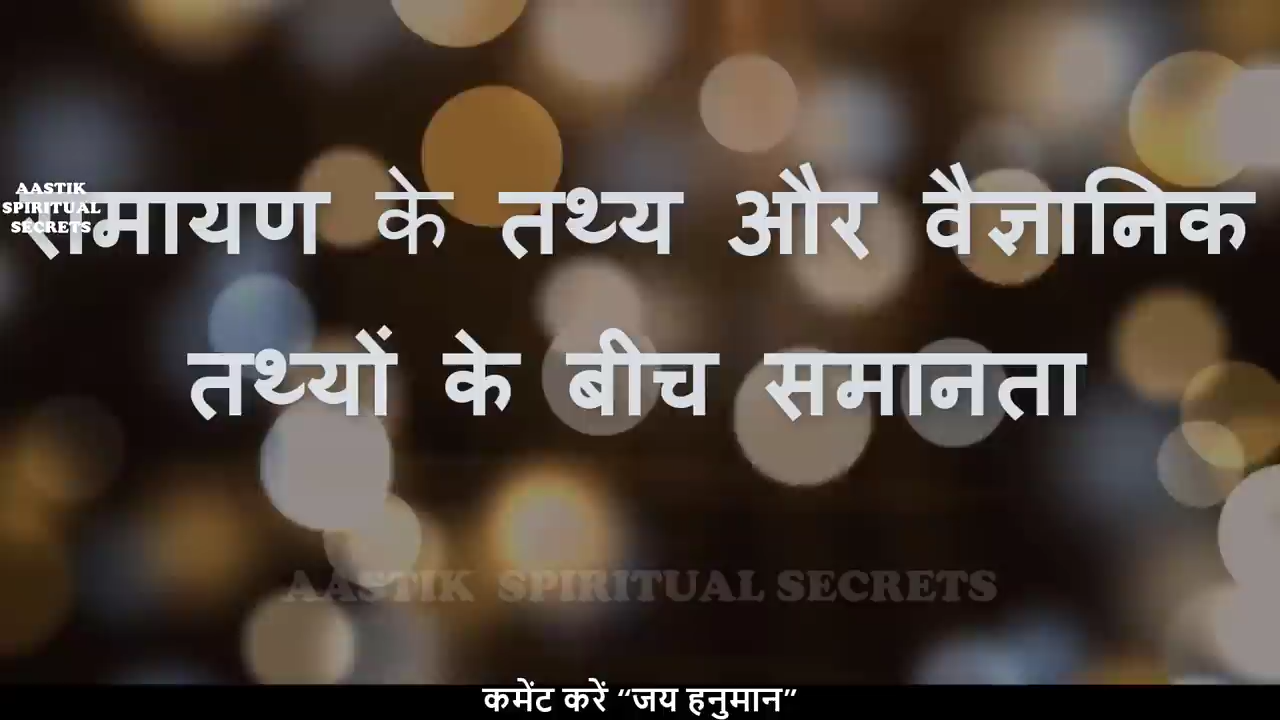 AASTIK
SPIRITUAL
SECRETS
रामायण के तथ्य और वैज्ञानिक
तथ्यों के बीच समानता
AASTIK SPIRITUAL SECRETS
कमेंट करें “जय हनुमान”